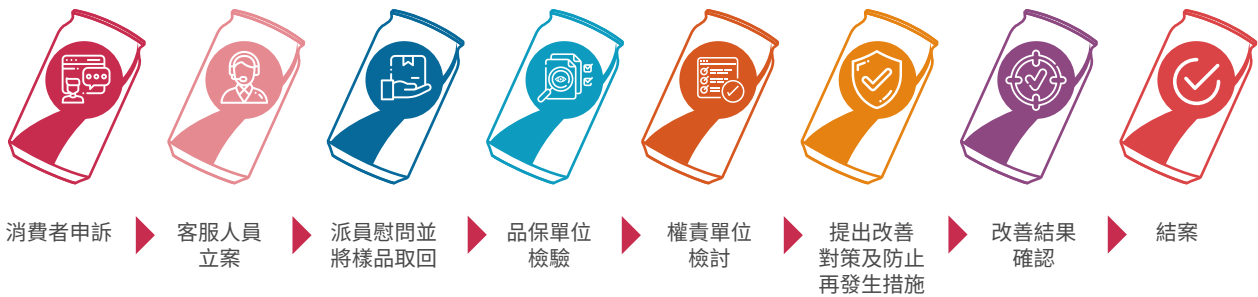 消費者申訴
客服人員
立案
派員慰問並
將樣品取回
品保單位
檢驗
權責單位
檢討
提出改善
對策及防止
再發生措施
改善結果
確認
結案